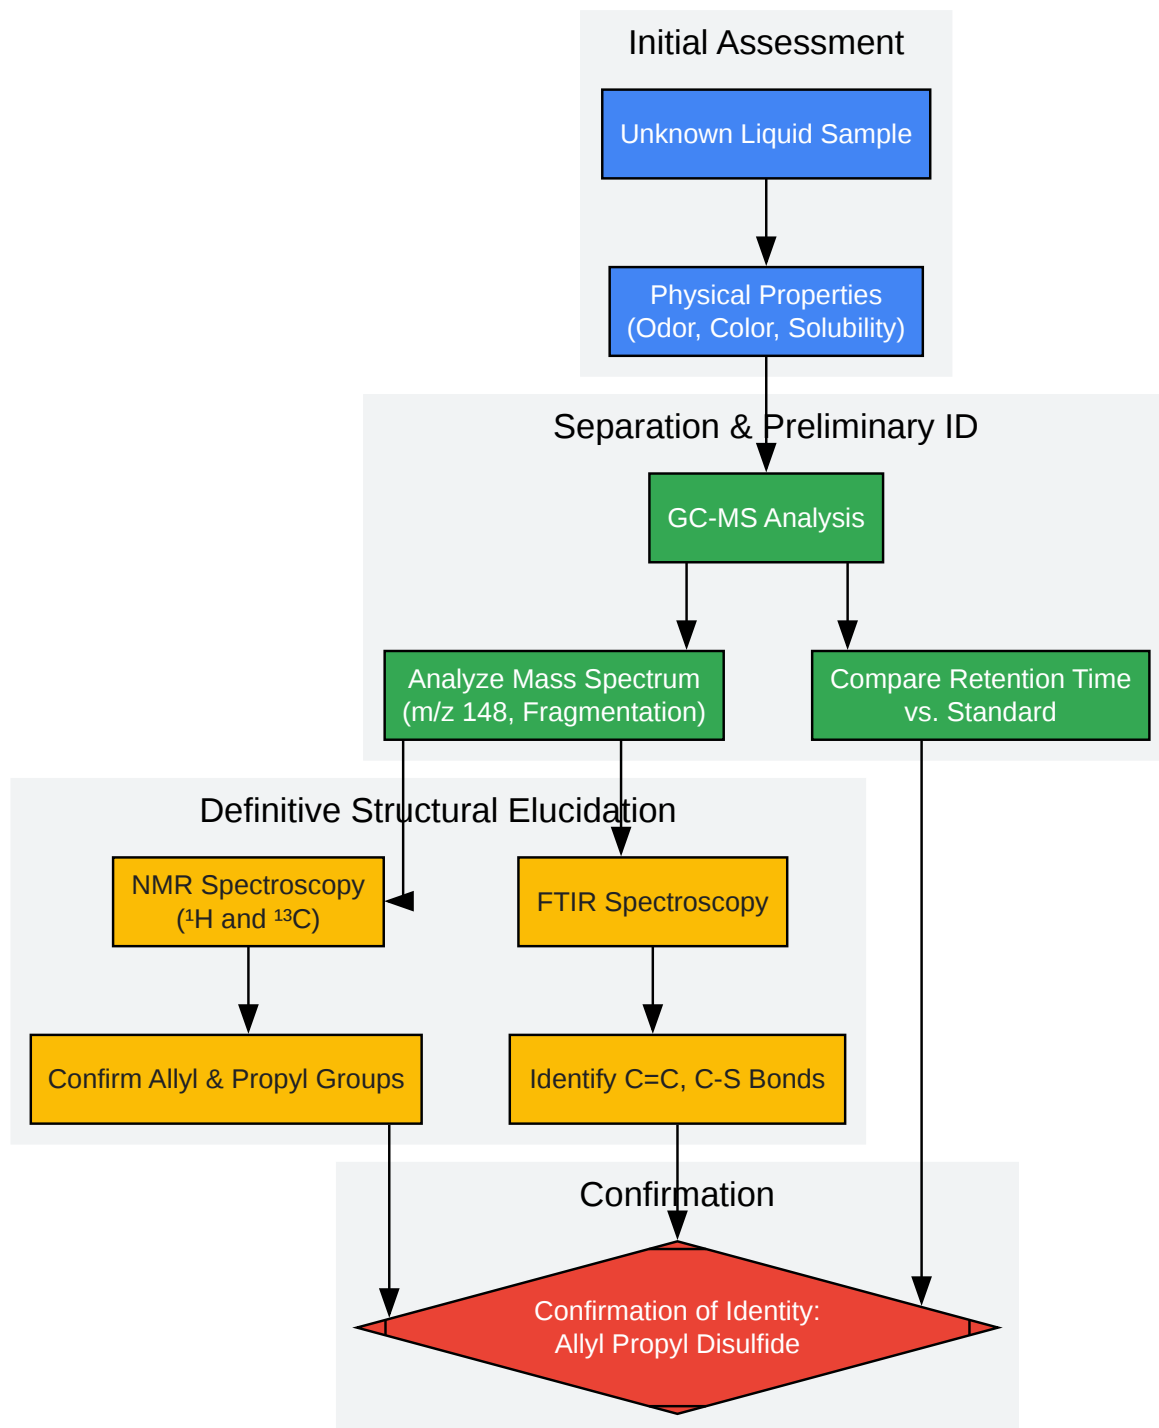 Initial Assessment
Unknown Liquid Sample
Physical Properties
(Odor, Color, Solubility)
Separation & Preliminary ID
GC-MS Analysis
Analyze Mass Spectrum
(m/z 148, Fragmentation)
Compare Retention Time
vs. Standard
Definitive Structural Elucidation
NMR Spectroscopy
(¹H and ¹³C)
FTIR Spectroscopy
Confirm Allyl & Propyl Groups
Identify C=C, C-S Bonds
Confirmation
Confirmation of Identity:
Allyl Propyl Disulfide